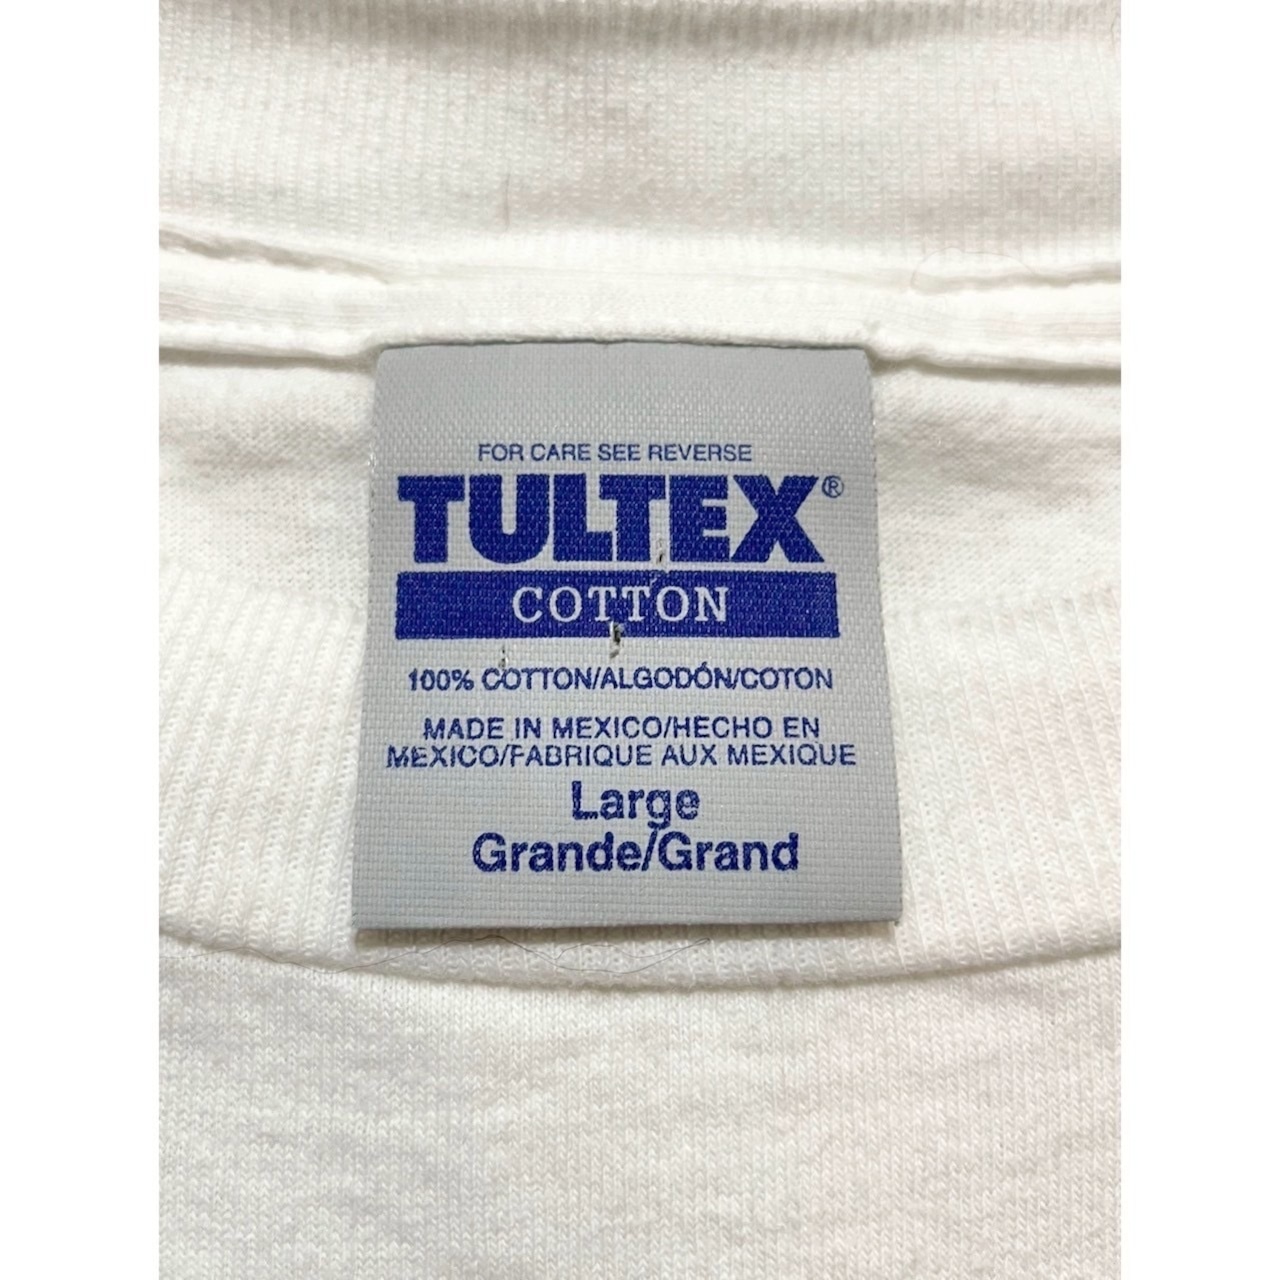 FOR CARE SEE REVERSE
TULTEX®
COTTON
100% COTTON/ALGODÓN/COTON
MADE IN MEXICO/HECHO EN
MEXICO/FABRIQUE AUX MEXIQUE
Large
Grande/Grand